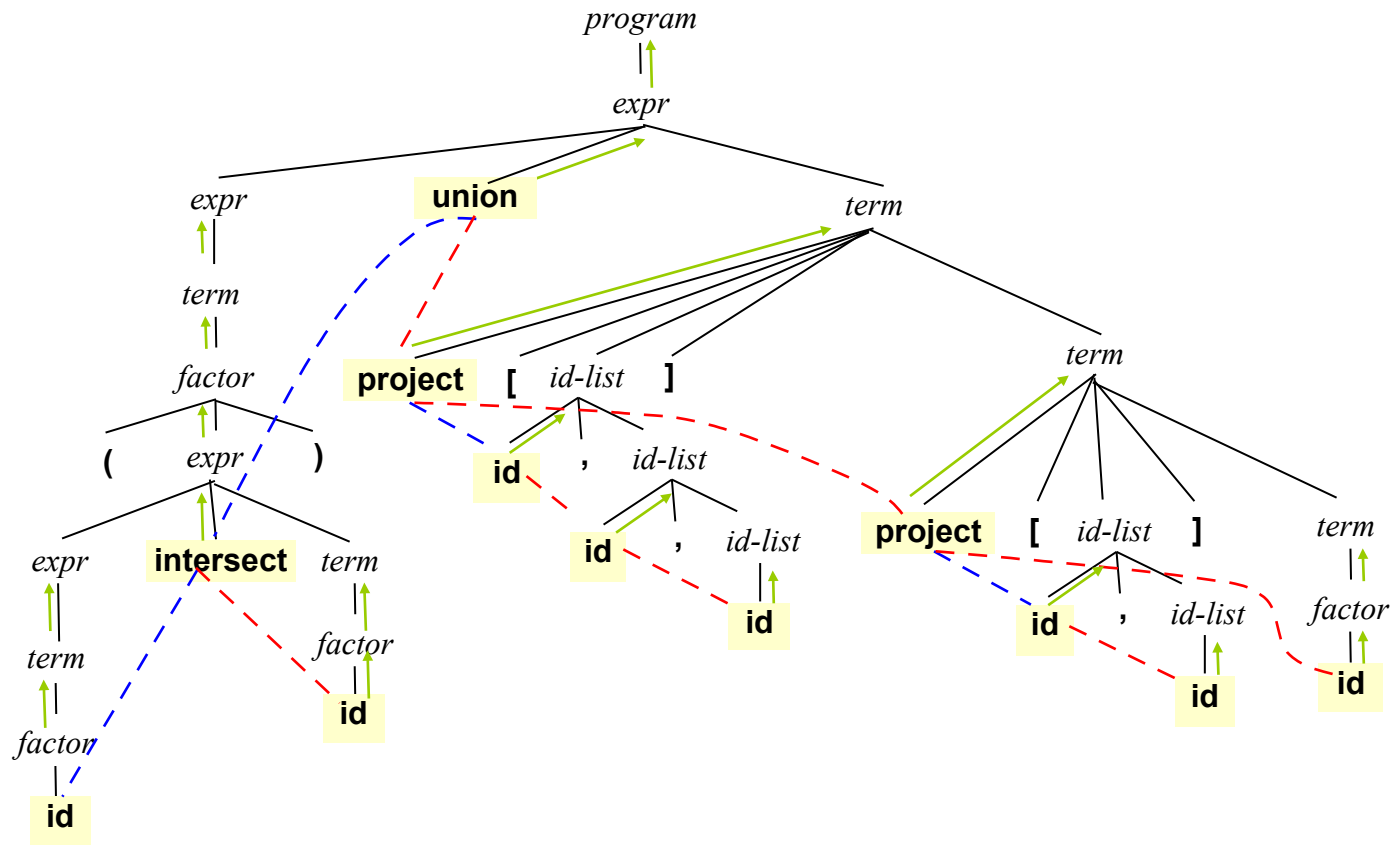 program
expr
expr union term
term
factor project [ id-list ] term
( expr ) id , id-list
expr intersect term id , id-list project [ id-list ] term
term factor id id , id-list factor
factor id id id
id